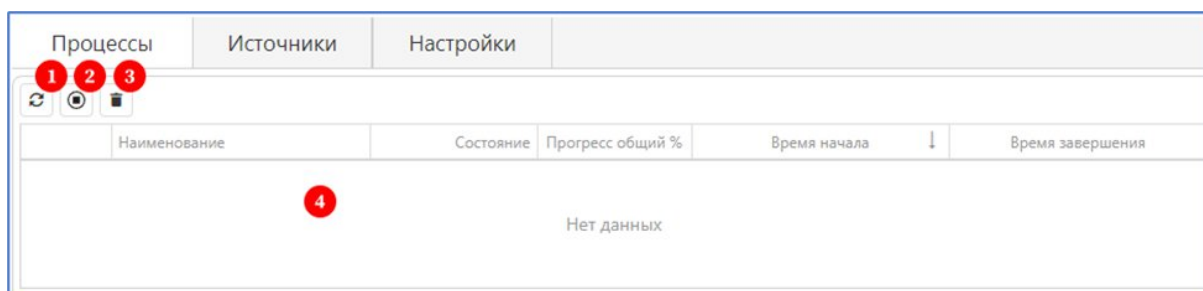 Процессы Источники Настройки
1 2 3
Наименование Состояние Прогресс общий % Время начала Время завершения
4
Нет данных